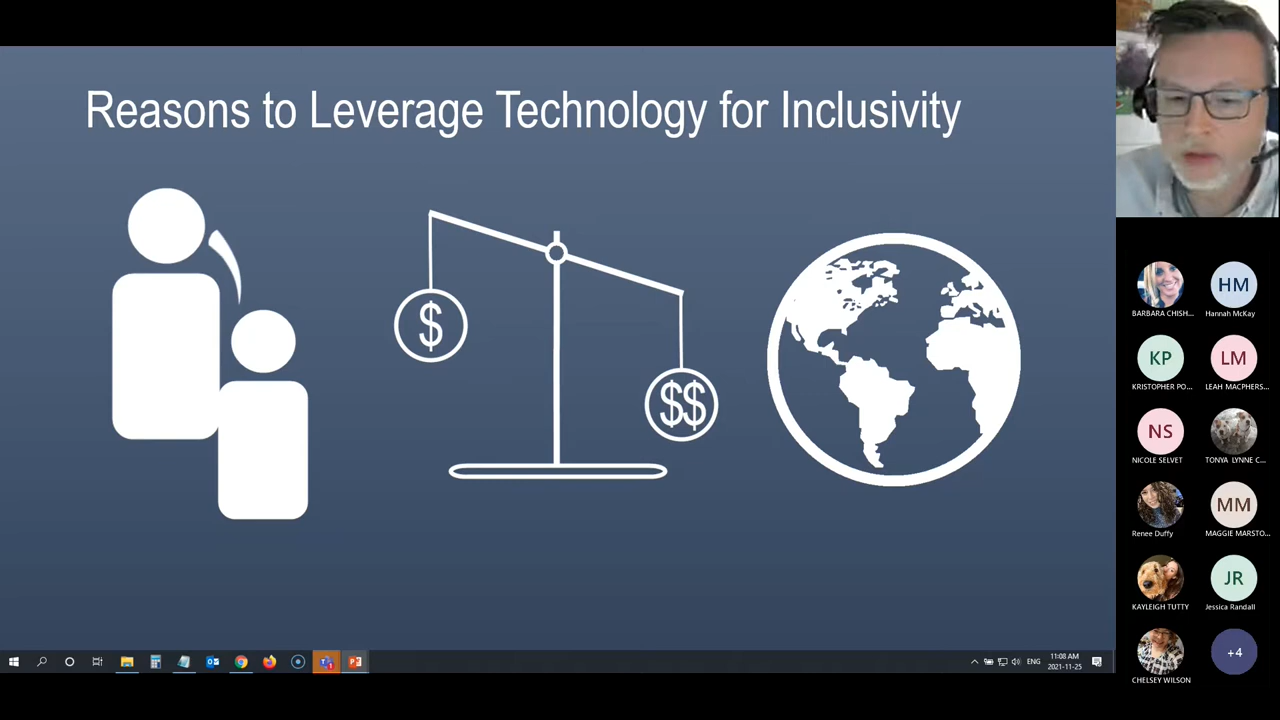 Reasons to Leverage Technology for Inclusivity
$
$$
BARBARA CHISH...
HM
Hannah McKay
KP
KRISTOPHER PO...
LM
LEAH MACPHERS...
NS
NICOLE SELVET
TONYA LYNNE C...
Renee Duffy
MM
MAGGIE MARSTO...
KAYLEIGH TUTTY
JR
Jessica Randall
CHELSEY WILSON
+4
ENG
11:08 AM
2021-11-25